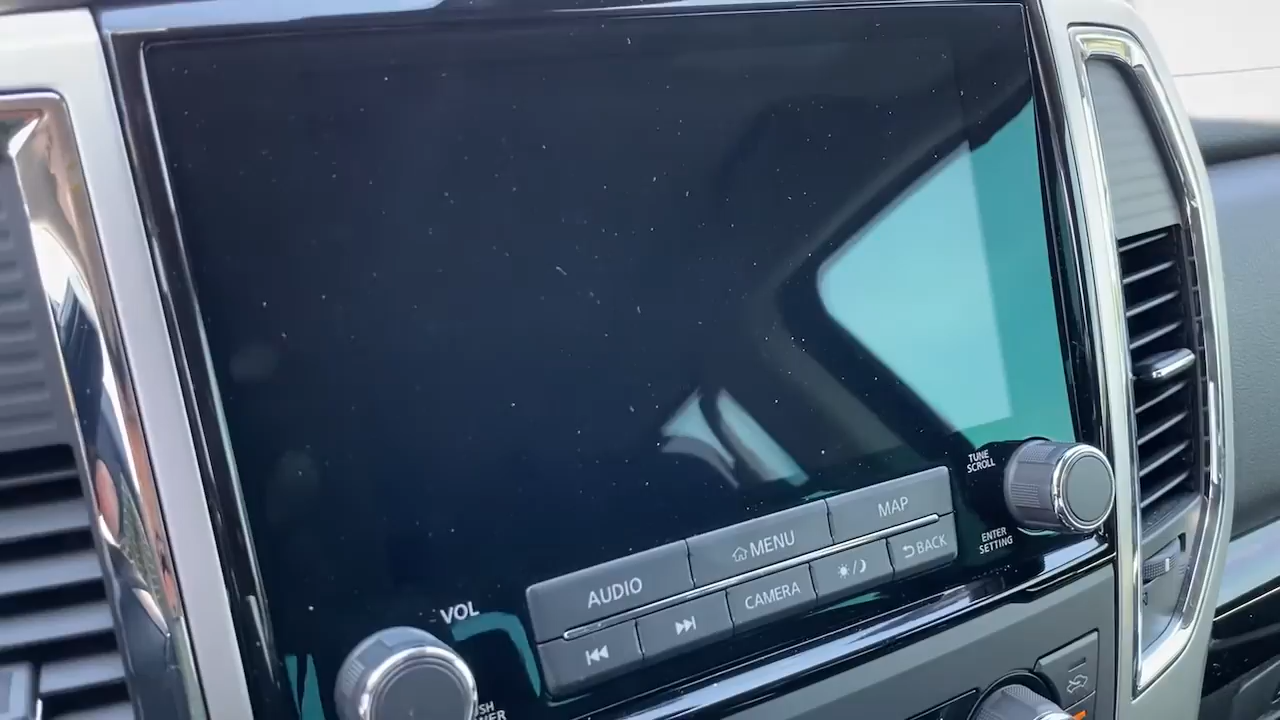 TUNE
SCROLL
MAP
MENU
ENTER
SETTING
BACK
AUDIO
CAMERA
VOL